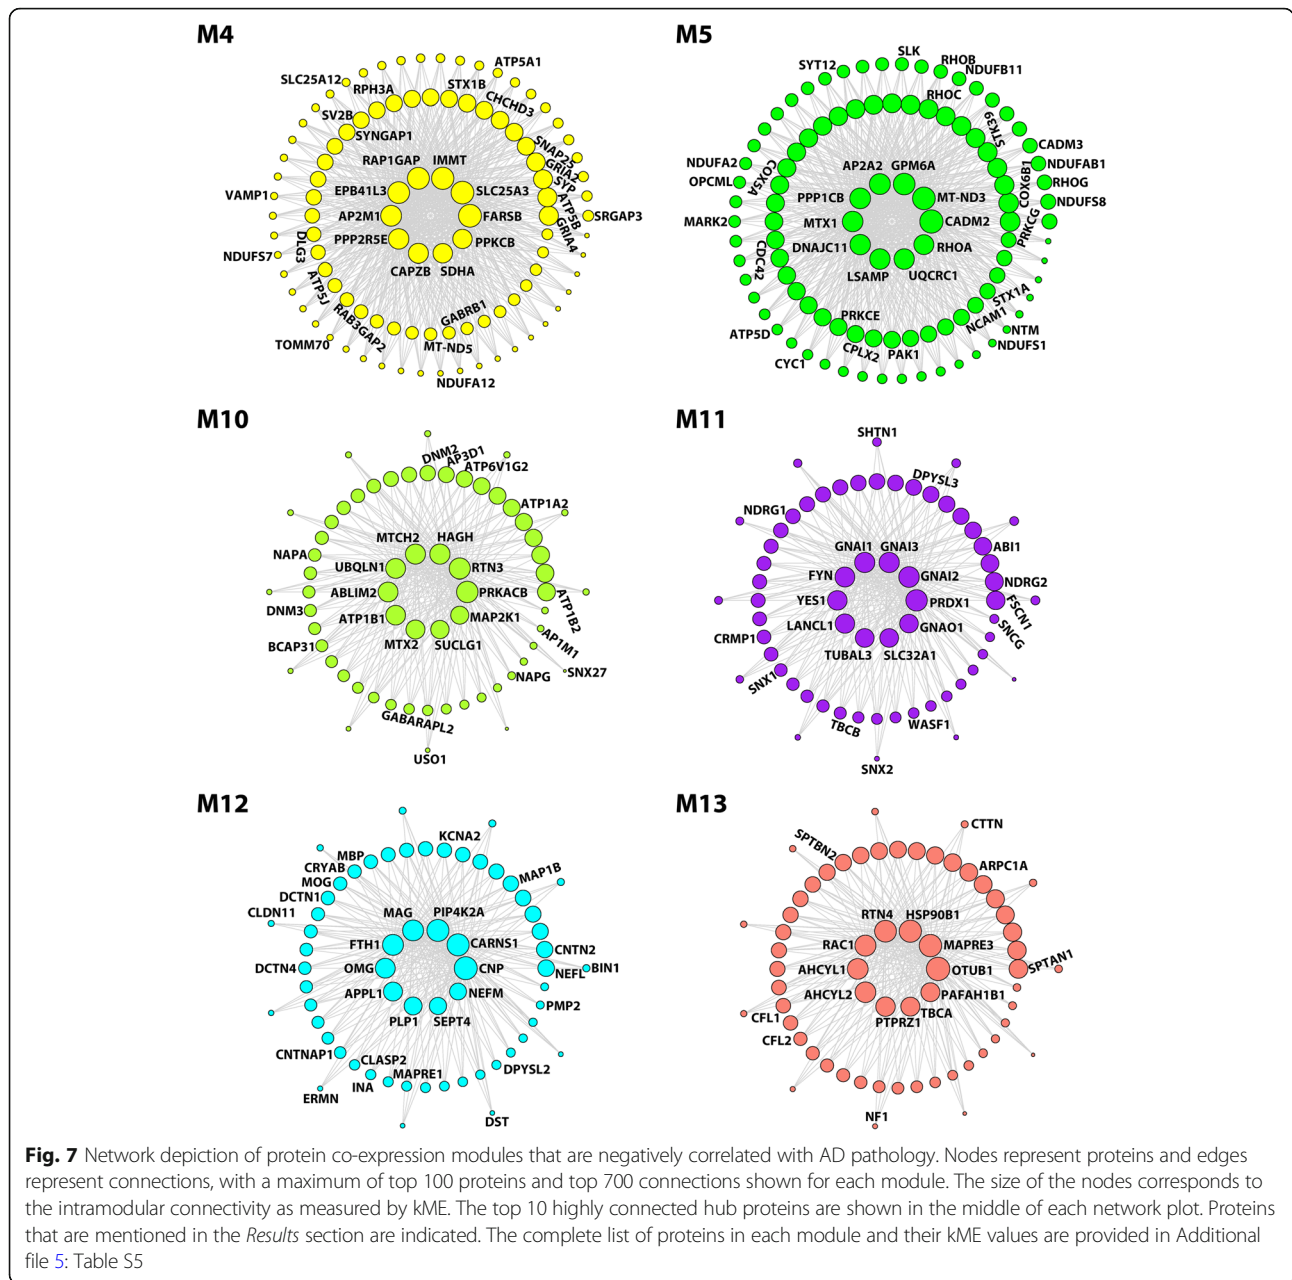 M4
ATP5A1
SLC25A12
RPH3A
STX1B
CHCHD3
SV2B
SYNGAP1
SNAP25
GRIA2
SYP
RAP1GAP
IMMT
EPB41L3
SLC25A3
VAMP1
ATP5B
AP2M1
FARSB
SRGAP3
GRIA4
PPP2R5E
PPKCB
DLG3
NDUFS7
CAPZB
SDHA
ATP5J
RAB3GAP2
GABRB1
TOMM70
MT-ND5
NDUFA12
M5
SLK
RHOB
SYT12
NDUFB11
RHOC
STK39
CADM3
NDUFA2
COX5A
AP2A2
GPM6A
NDUFAB1
OPCML
RHOG
COX6B1
PPP1CB
MT-ND3
NDUFS8
MARK2
MTX1
CADM2
PRKCG
DNAJC11
RHOA
CDC42
LSAMP
UQCRC1
STX1A
PRKCE
NCAM1
NTM
ATP5D
CPLX2
PAK1
NDUFS1
CYC1
M10
DNM2
AP3D1
ATP6V1G2
ATP1A2
MTCH2
HAGH
NAPA
UBQLN1
RTN3
ABLIM2
PRKACB
ATP1B2
DNM3
ATP1B1
MAP2K1
AP1M1
BCAP31
MTX2
SUCLG1
NAPG
SNX27
GABARAPL2
USO1
M11
SHTN1
DPYSL3
NDRG1
ABI1
GNAI1
GNAI3
FYN
GNAI2
NDRG2
YES1
PRDX1
FSCN1
LANCL1
GNAO1
SNCG
CRMP1
TUBAL3
SLC32A1
SNX1
TBCB
WASF1
SNX2
M12
KCNA2
MBP
CRYAB
MOG
MAP1B
DCTN1
CLDN11
MAG
PIP4K2A
FTH1
CARNS1
CNTN2
DCTN4
OMG
CNP
NEFL
BIN1
APPL1
NEFM
PMP2
PLP1
SEPT4
CNTNAP1
CLASP2
DPYSL2
INA
MAPRE1
ERMN
DST
M13
CTTN
SPTBN2
ARPC1A
RTN4
HSP90B1
RAC1
MAPRE3
AHCYL1
OTUB1
SPTAN1
AHCYL2
PAFAH1B1
CFL1
PTPRZ1
TBCA
CFL2
NF1
Fig. 7 Network depiction of protein co-expression modules that are negatively correlated with AD pathology. Nodes represent proteins and edges
represent connections, with a maximum of top 100 proteins and top 700 connections shown for each module. The size of the nodes corresponds to
the intramodular connectivity as measured by kME. The top 10 highly connected hub proteins are shown in the middle of each network plot. Proteins
that are mentioned in the Results section are indicated. The complete list of proteins in each module and their kME values are provided in Additional
file 5: Table S5